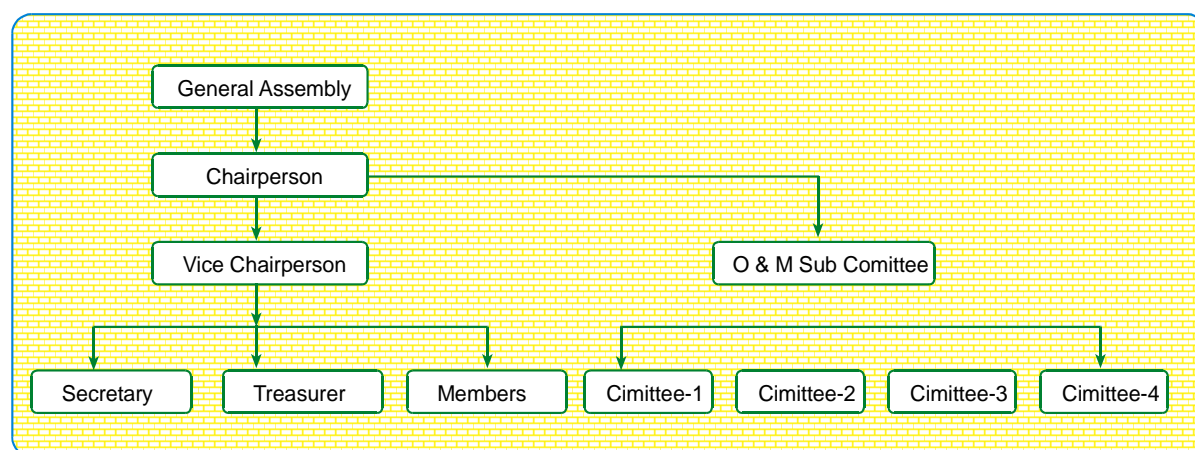 General Assembly
Chairperson
Vice Chairperson
O & M Sub Comittee
Secretary
Treasurer
Members
Cimittee-1
Cimittee-2
Cimittee-3
Cimittee-4